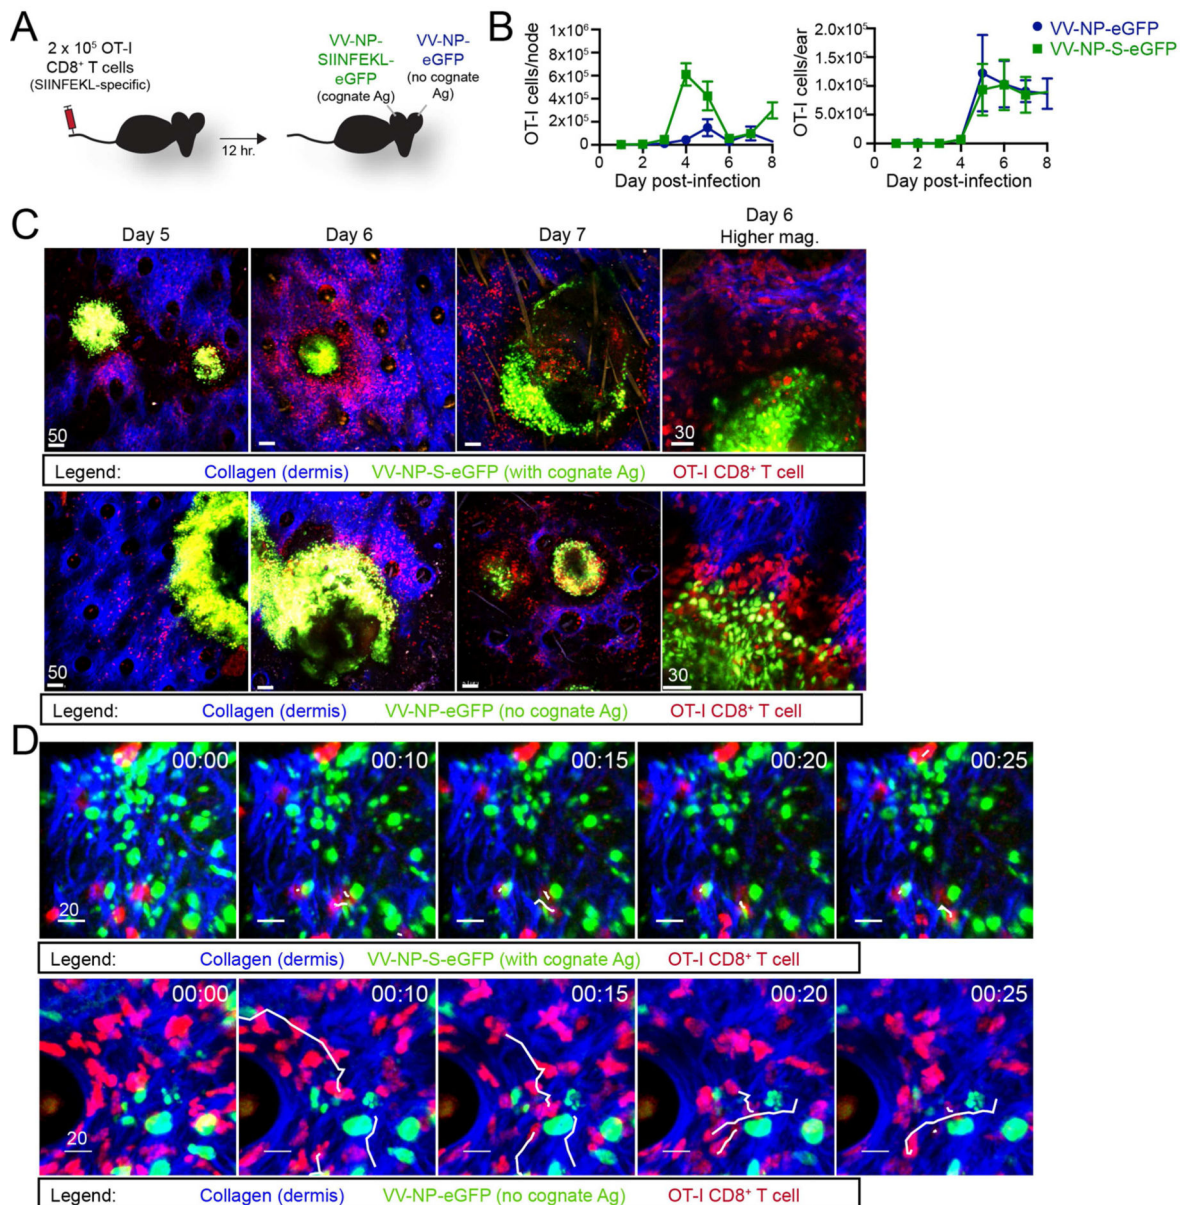 A
2 x 10⁵ OT-I
CD8⁺ T cells
(SIINFEKL-specific)
12 hr.
VV-NP-
SIINFEKL-
eGFP
(cognate Ag)
VV-NP-
eGFP
(no cognate
Ag)
B
OT-I cells/node
1x10⁶
8x10⁵
6x10⁵
4x10⁵
2x10⁵
0
0 2 4 6 8
Day post-infection
OT-I cells/ear
2.0x10⁵
1.5x10⁵
1.0x10⁵
5.0x10⁴
0
0 2 4 6 8
Day post-infection
VV-NP-eGFP
VV-NP-S-eGFP
C
Day 5
Day 6
Day 7
Day 6
Higher mag.
50
30
Legend: Collagen (dermis) VV-NP-S-eGFP (with cognate Ag) OT-I CD8⁺ T cell
50
30
Legend: Collagen (dermis) VV-NP-eGFP (no cognate Ag) OT-I CD8⁺ T cell
D
00:00 00:10 00:15 00:20 00:25
20
Legend: Collagen (dermis) VV-NP-S-eGFP (with cognate Ag) OT-I CD8⁺ T cell
00:00 00:10 00:15 00:20 00:25
20
Legend: Collagen (dermis) VV-NP-eGFP (no cognate Ag) OT-I CD8⁺ T cell